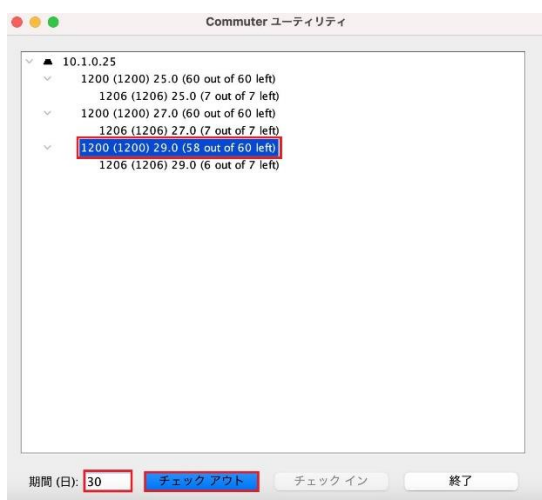 Commuter ユーティリティ
10.1.0.25
1200 (1200) 25.0 (60 out of 60 left)
1206 (1206) 25.0 (7 out of 7 left)
1200 (1200) 27.0 (60 out of 60 left)
1206 (1206) 27.0 (7 out of 7 left)
1200 (1200) 29.0 (58 out of 60 left)
1206 (1206) 29.0 (6 out of 7 left)
期間 (日): 30 チェック アウト チェック イン 終了